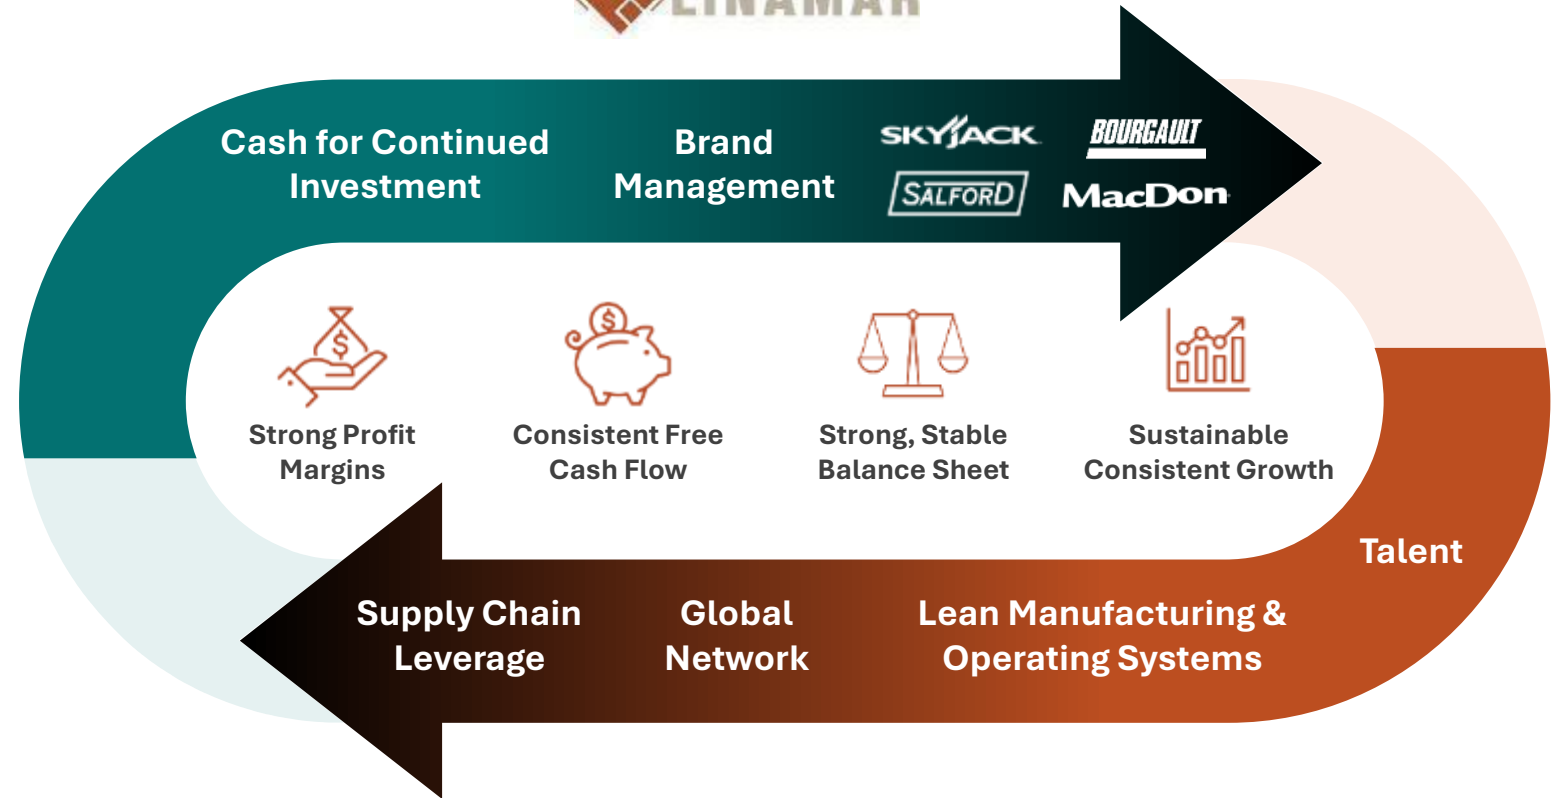 LINAMAR
Cash for Continued
Investment
Brand
Management
SKYJACK
BOURGAULT
SALFORD
MacDon
$
$
Strong Profit
Margins
Consistent Free
Cash Flow
Strong, Stable
Balance Sheet
Sustainable
Consistent Growth
Talent
Supply Chain
Leverage
Global
Network
Lean Manufacturing &
Operating Systems